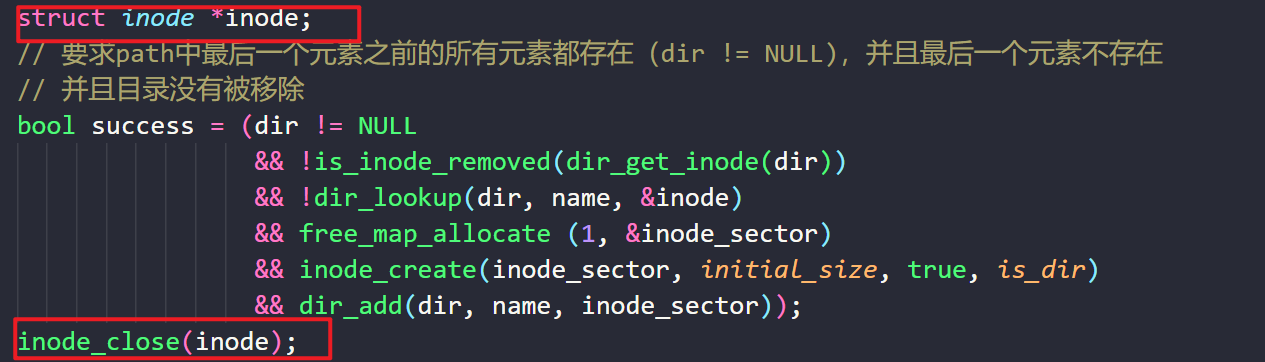 struct inode *inode;
// 要求path中最后一个元素之前的所有元素都存在 (dir != NULL), 并且最后一个元素不存在
// 并且目录没有被移除
bool success = (dir != NULL
&& !is_inode_removed(dir_get_inode(dir))
&& !dir_lookup(dir, name, &inode)
&& free_map_allocate (1, &inode_sector)
&& inode_create(inode_sector, initial_size, true, is_dir)
&& dir_add(dir, name, inode_sector));
inode_close(inode);